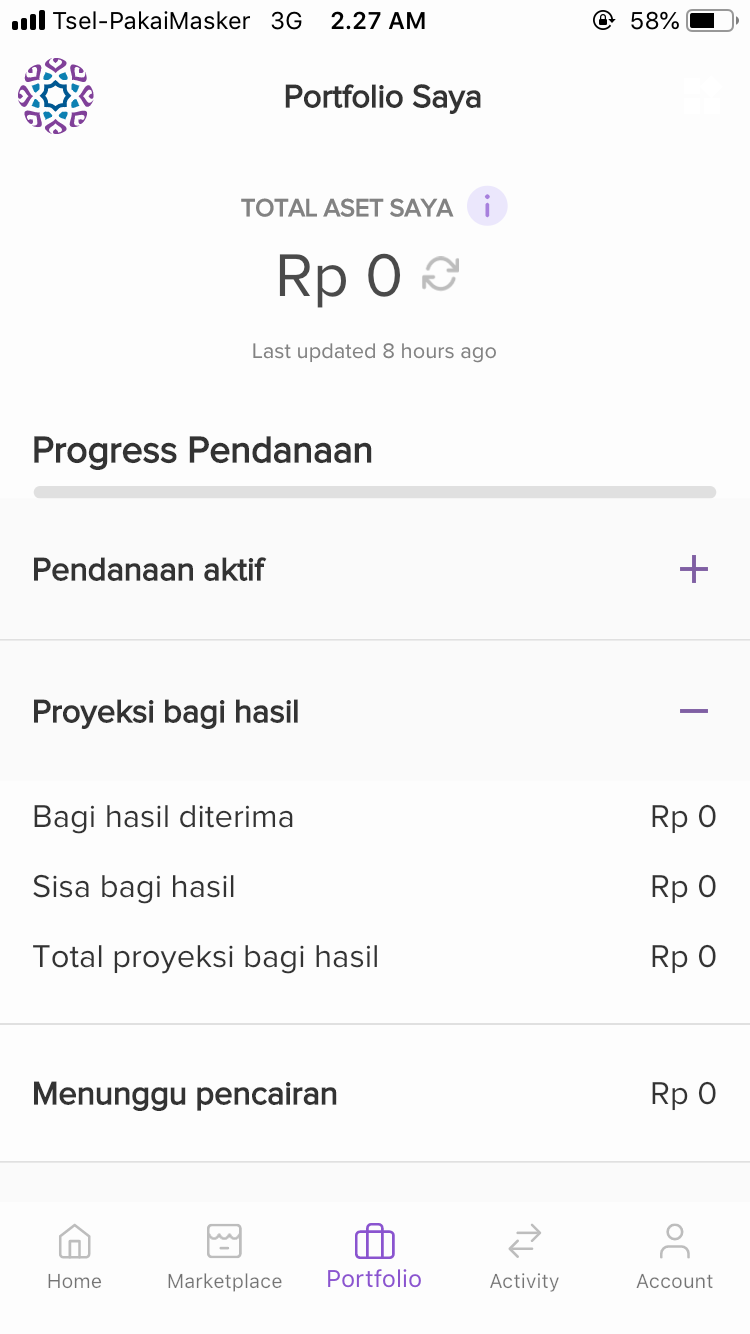 Tsel-PakaiMasker 3G 2.27 AM 58%
Portfolio Saya
TOTAL ASET SAYA i
Rp 0
Last updated 8 hours ago
Progress Pendanaan
Pendanaan aktif +
Proyeksi bagi hasil −
Bagi hasil diterima Rp 0
Sisa bagi hasil Rp 0
Total proyeksi bagi hasil Rp 0
Menunggu pencairan Rp 0
Home Marketplace Portfolio Activity Account